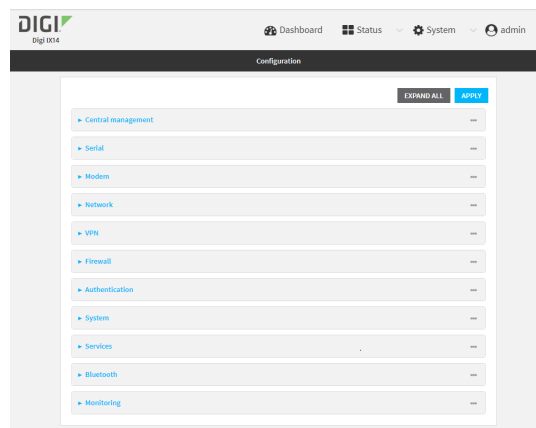 DIGI
Digi IX14
Dashboard Status System admin
Configuration
EXPAND ALL APPLY
Central management
Serial
Modem
Network
VPN
Firewall
Authentication
System
Services
Bluetooth
Monitoring